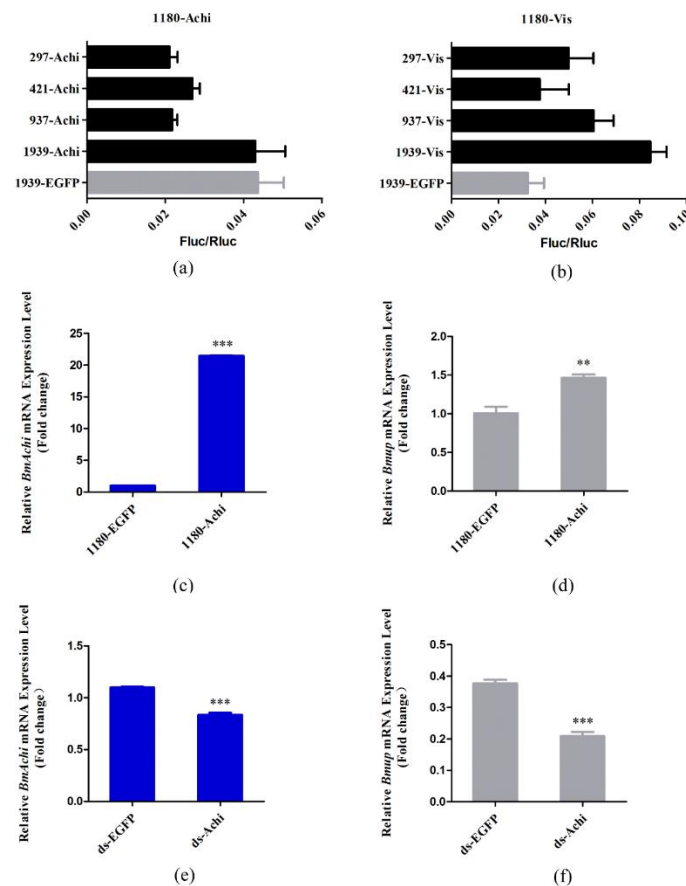 1180-Achi
297-Achi
421-Achi
937-Achi
1939-Achi
1939-EGFP
0.00
0.02
0.04
0.06
Fluc/Rluc
(a)
1180-Vis
297-Vis
421-Vis
937-Vis
1939-Vis
1939-EGFP
0.00
0.02
0.04
0.06
0.08
0.10
Fluc/Rluc
(b)
Relative BmAchi mRNA Expression Level
(Fold change)
25
20
15
10
5
0
***
1180-EGFP
1180-Achi
(c)
Relative Bmup mRNA Expression Level
(Fold change)
2.0
1.5
1.0
0.5
0.0
**
1180-EGFP
1180-Achi
(d)
Relative BmAchi mRNA Expression Level
(Fold change)
1.5
1.0
0.5
0.0
***
ds-EGFP
ds-Achi
(e)
Relative Bmup mRNA Expression Level
(Fold change)
0.5
0.4
0.3
0.2
0.1
0.0
***
ds-EGFP
ds-Achi
(f)